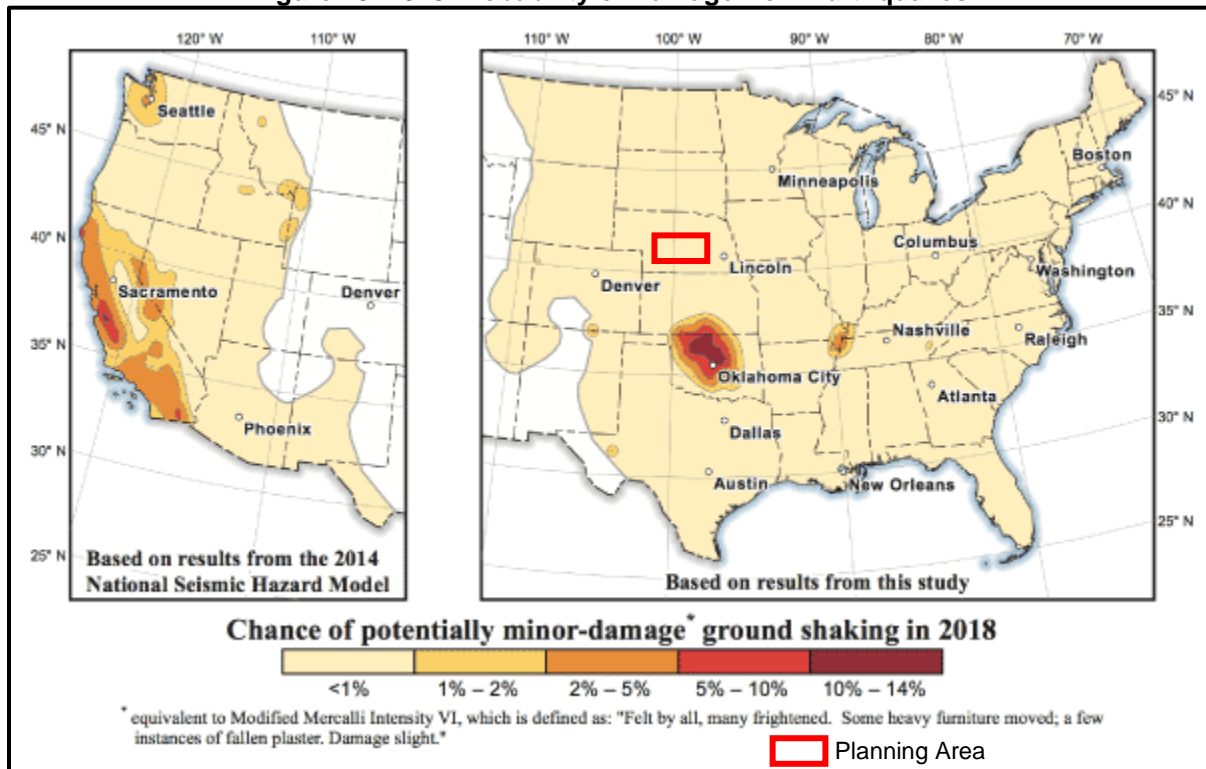 120° W 110° W
110° W 100° W 90° W 80° W 70° W
45° N
40° N
35° N
30° N
25° N
Seattle
Sacramento
Denver
Phoenix
Based on results from the 2014
National Seismic Hazard Model
45° N
40° N
35° N
30° N
25° N
Boston
Minneapolis
Columbus
Washington
Lincoln
Denver
Nashville
Raleigh
Oklahoma City
Atlanta
Dallas
Austin
New Orleans
Based on results from this study
Chance of potentially minor-damage* ground shaking in 2018
<1% 1% – 2% 2% – 5% 5% – 10% 10% – 14%
* equivalent to Modified Mercalli Intensity VI, which is defined as: "Felt by all, many frightened. Some heavy furniture moved; a few
instances of fallen plaster. Damage slight."
Planning Area